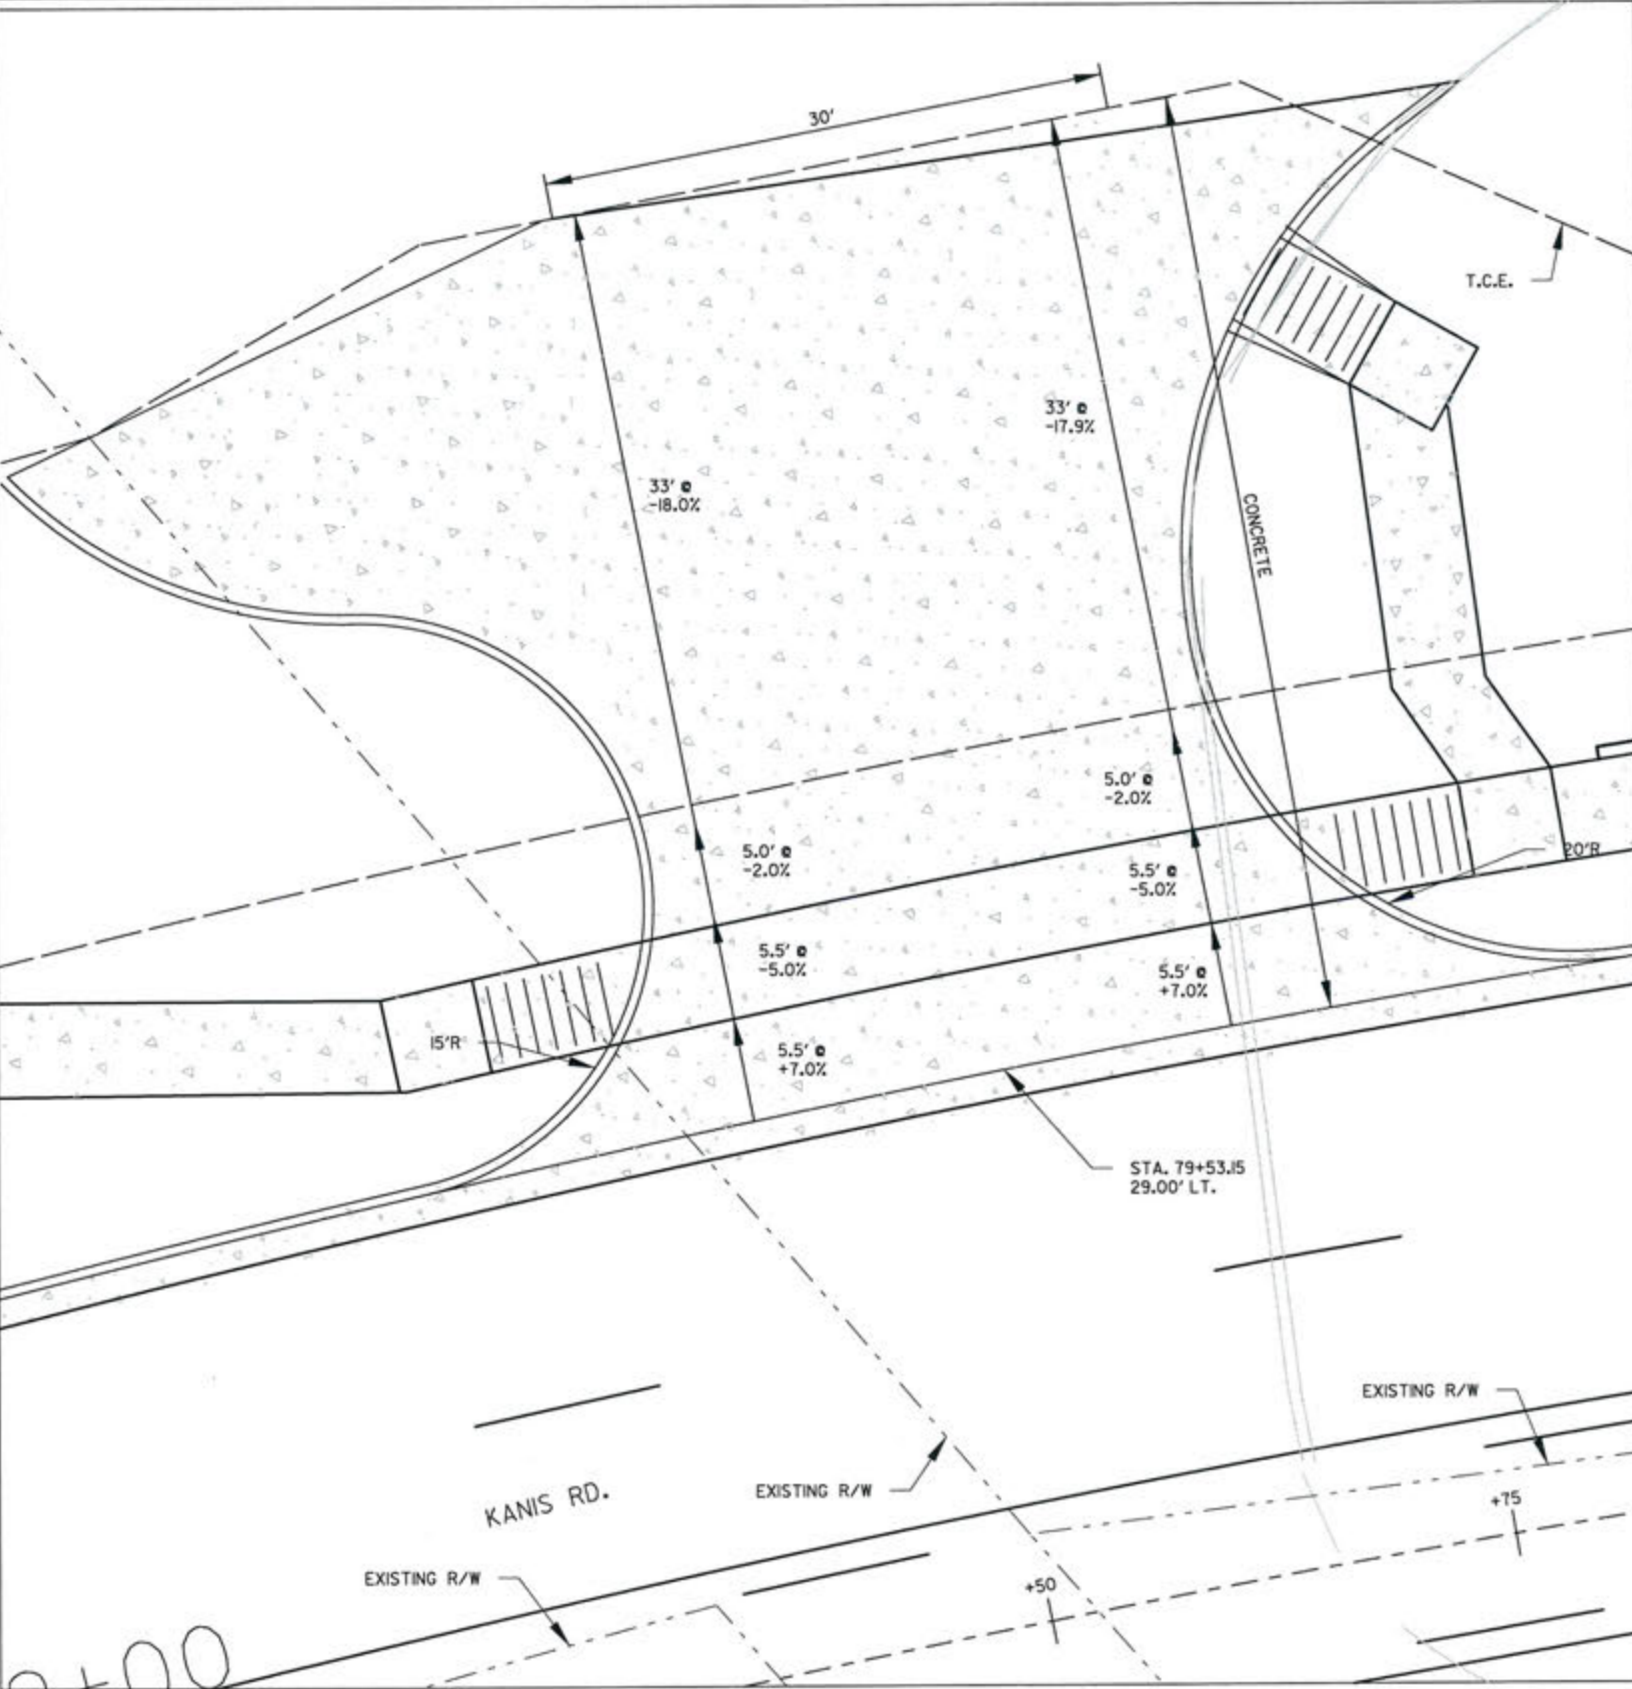 30'
T.C.E.
33' @
-17.9%
33' @
-18.0%
CONCRETE
5.0' @
-2.0%
5.0' @
-2.0%
20'R
5.5' @
-5.0%
5.5' @
-5.0%
5.5' @
+7.0%
15'R
5.5' @
+7.0%
STA. 79+53.15
29.00' LT.
EXISTING R/W
EXISTING R/W
KANIS RD.
+75
EXISTING R/W
+50
+00